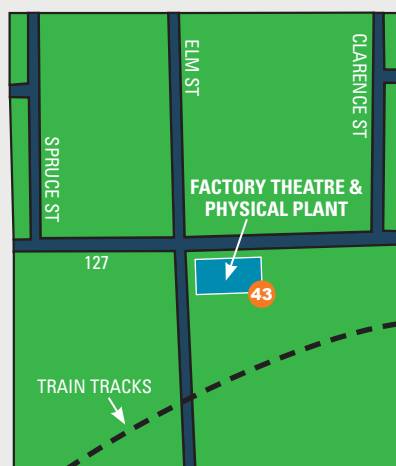 ELM ST
CLARENCE ST
SPRUCE ST
FACTORY THEATRE &
PHYSICAL PLANT
127
43
TRAIN TRACKS